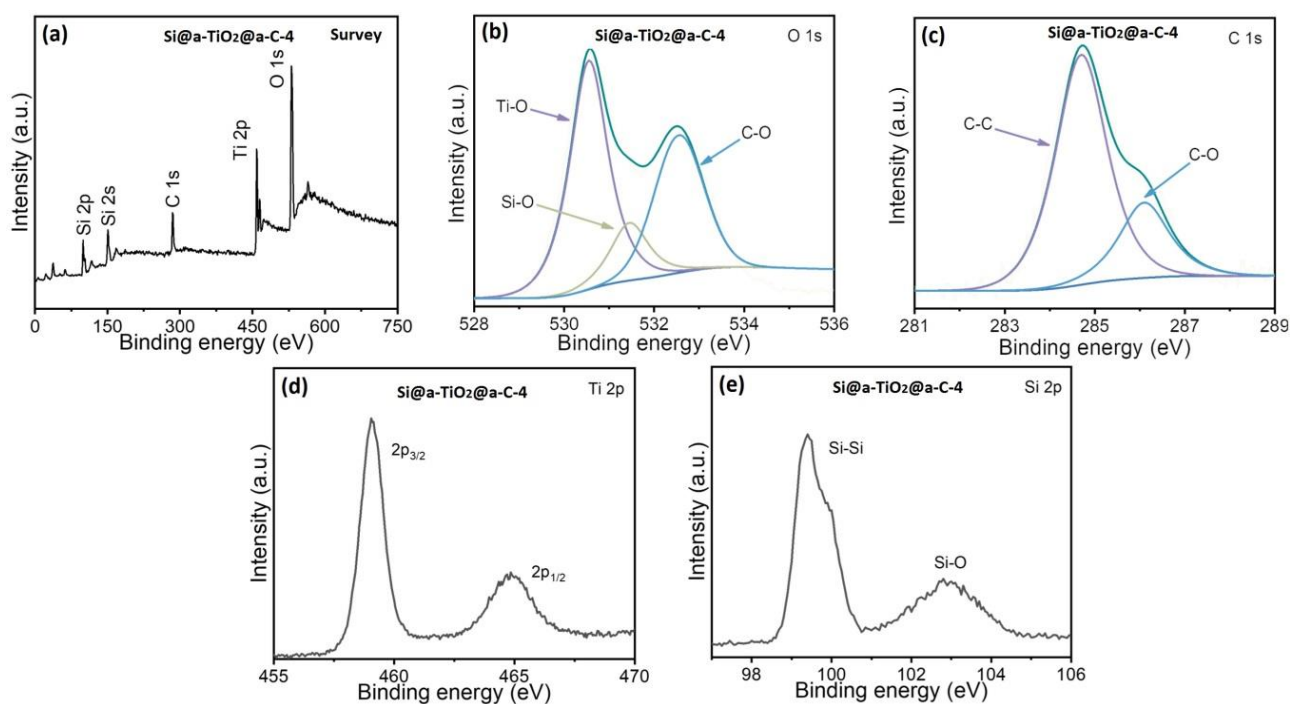 (a)
Si@a-TiO₂@a-C-4
Survey
Si 2p
Si 2s
C 1s
Ti 2p
O 1s
Intensity (a.u.)
0 150 300 450 600 750
Binding energy (eV)
(b)
Si@a-TiO₂@a-C-4
O 1s
Ti-O
C-O
Si-O
Intensity (a.u.)
528 530 532 534 536
Binding energy (eV)
(c)
Si@a-TiO₂@a-C-4
C 1s
C-C
C-O
Intensity (a.u.)
281 283 285 287 289
Binding energy (eV)
(d)
Si@a-TiO₂@a-C-4
Ti 2p
2p₃/₂
2p₁/₂
Intensity (a.u.)
455 460 465 470
Binding energy (eV)
(e)
Si@a-TiO₂@a-C-4
Si 2p
Si-Si
Si-O
Intensity (a.u.)
98 100 102 104 106
Binding energy (eV)